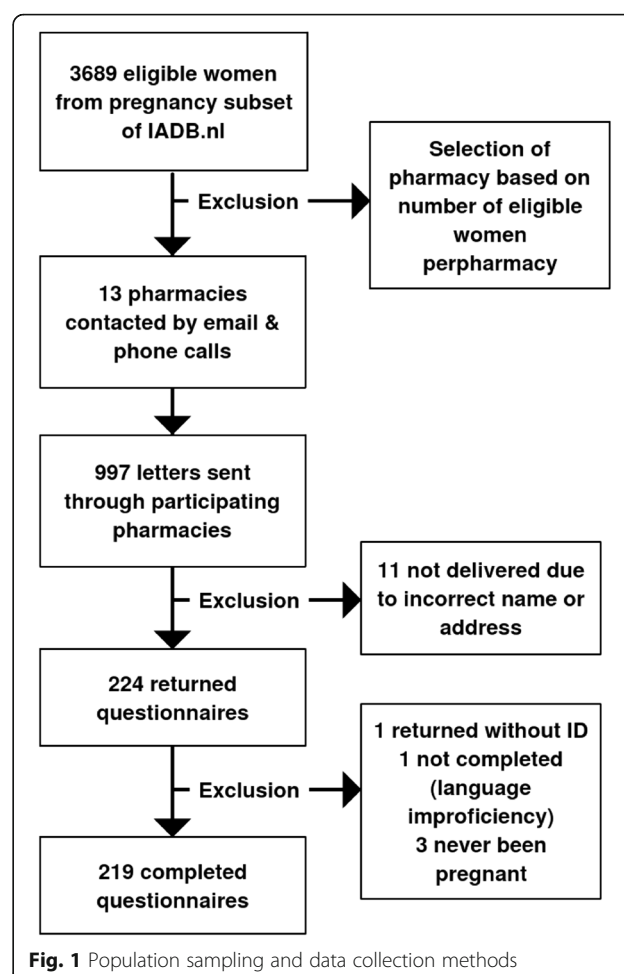 3689 eligible women
from pregnancy subset
of IADB.nl
Exclusion
Selection of
pharmacy based on
number of eligible
women
perpharmacy
13 pharmacies
contacted by email &
phone calls
997 letters sent
through participating
pharmacies
Exclusion
11 not delivered due
to incorrect name or
address
224 returned
questionnaires
Exclusion
1 returned without ID
1 not completed
(language
improficiency)
3 never been
pregnant
219 completed
questionnaires
Fig. 1 Population sampling and data collection methods